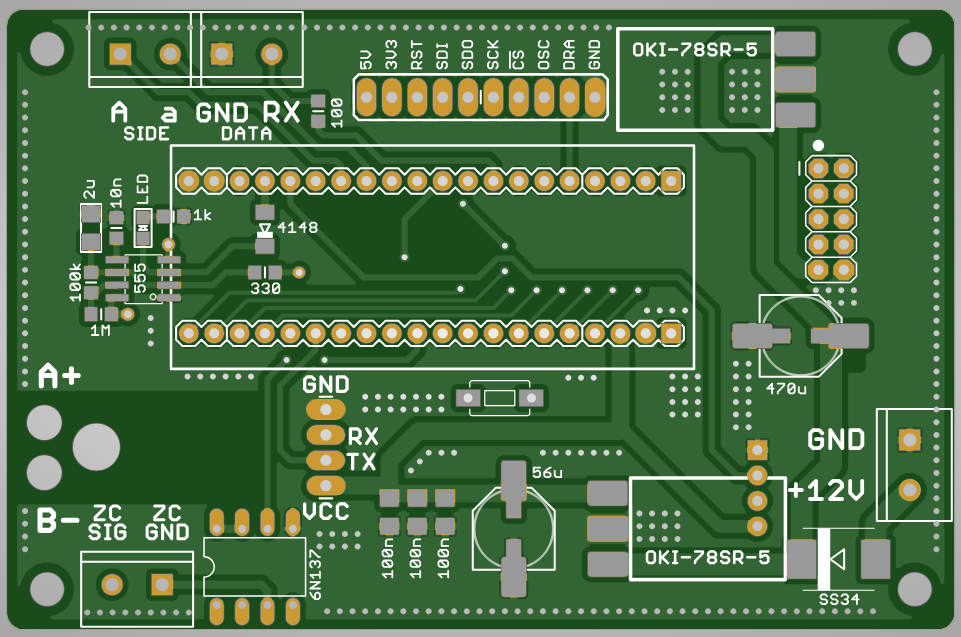 5V 3V3 RST SDI SDO SCK CS OSC DRA GND
OKI-78SR-5
A a GND RX
100
SIDE DATA
2u 10n LED
1k
4148
100k
555
330
1M
A+
470u
GND
GND
RX
TX
VCC
56u
+12V
B-
ZC SIG
ZC GND
6N137
100n 100n 100n
OKI-78SR-5
SS34